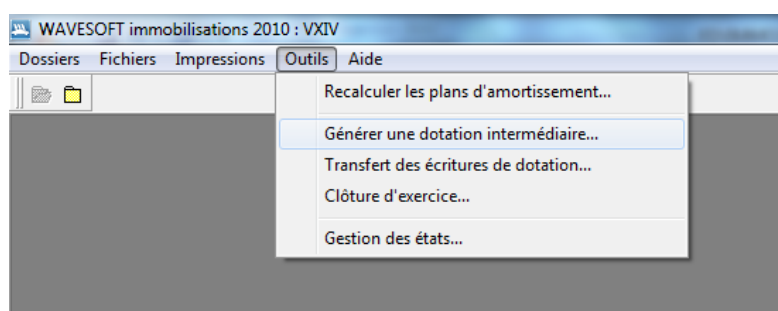 WAVESOFT immobilisations 2010 : VXIV
Dossiers Fichiers Impressions Outils Aide
Recalculer les plans d'amortissement...
Générer une dotation intermédiaire...
Transfert des écritures de dotation...
Clôture d'exercice...
Gestion des états...